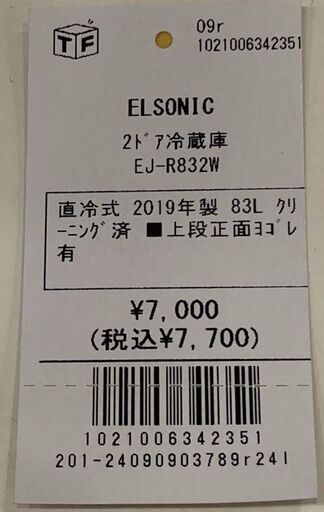 TF
09r
1021006342351
ELSONIC
2ﾄﾞｱ冷蔵庫
EJ-R832W
直冷式 2019年製 83L ｸﾘ
ｰﾆﾝｸﾞ済 ■上段正面ﾖｺﾞﾚ
有
¥7,000
(税込¥7,700)
1021006342351
201-24090903789r24l